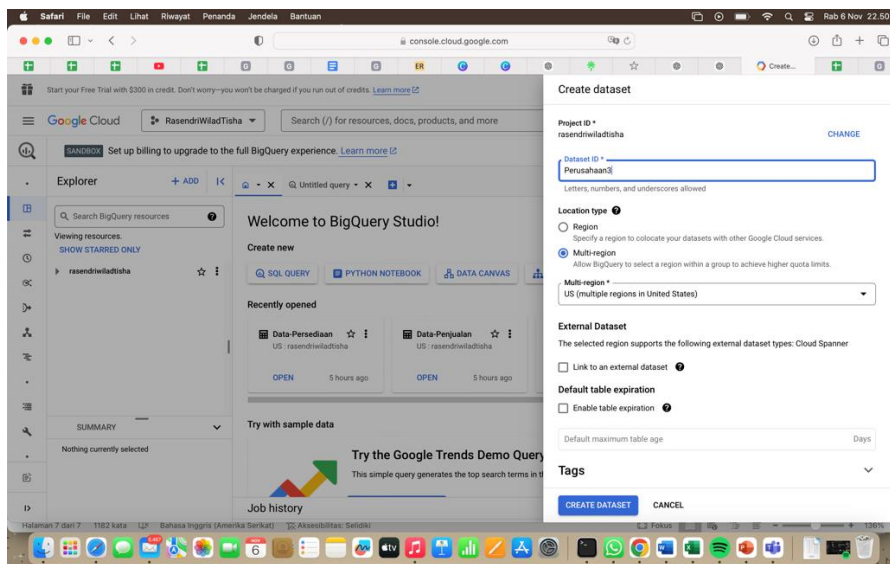 Safari File Edit Lihat Riwayat Penanda Jendela Bantuan Rab 6 Nov 22.50
console.cloud.google.com
ER
Create...
Start your Free Trial with $300 in credit. Don't worry—you won't be charged if you run out of credits. Learn more
Google Cloud RasendriWiladTisha Search (/) for resources, docs, products, and more
SANDBOX Set up billing to upgrade to the full BigQuery experience. Learn more
Explorer + ADD
Untitled query
Search BigQuery resources
Viewing resources.
SHOW STARRED ONLY
rasendriwiladtisha
SUMMARY
Nothing currently selected
Welcome to BigQuery Studio!
Create new
SQL QUERY PYTHON NOTEBOOK DATA CANVAS
Recently opened
Data-Persediaan Data-Penjualan
US : rasendriwiladtisha US : rasendriwiladtisha
OPEN 5 hours ago OPEN 5 hours ago
Try with sample data
Try the Google Trends Demo Query
This simple query generates the top search terms in t
Job history
Create dataset
Project ID *
rasendriwiladtisha CHANGE
Dataset ID *
Perusahaan3
Letters, numbers, and underscores allowed
Location type
Region
Specify a region to colocate your datasets with other Google Cloud services.
Multi-region
Allow BigQuery to select a region within a group to achieve higher quota limits.
Multi-region *
US (multiple regions in United States)
External Dataset
The selected region supports the following external dataset types: Cloud Spanner
Link to an external dataset
Default table expiration
Enable table expiration
Default maximum table age Days
Tags
CREATE DATASET CANCEL
Halaman 7 dari 7 1182 kata Bahasa Inggris (Amerika Serikat) Aksesibilitas: Selidiki Fokus 136%
NOV
6
tv